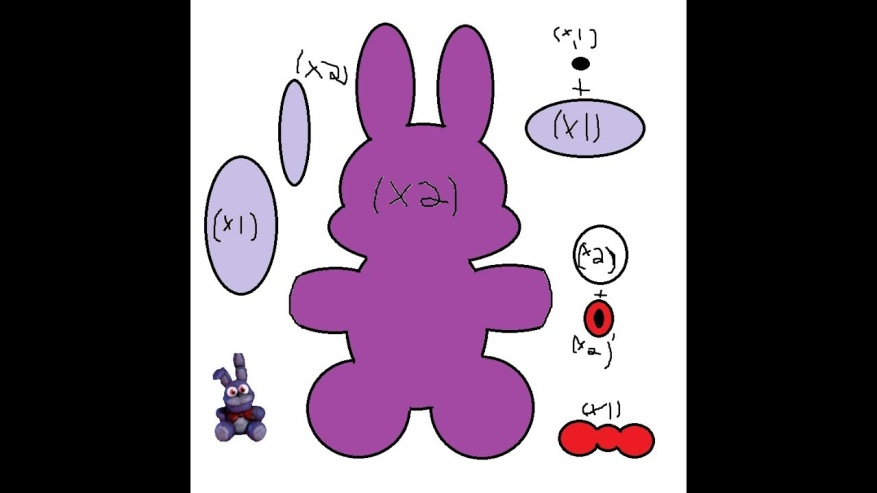 (x1)
(x2)
(x1)
(x2)
(x1)
+
(x2)
+
(x2)
(x1)